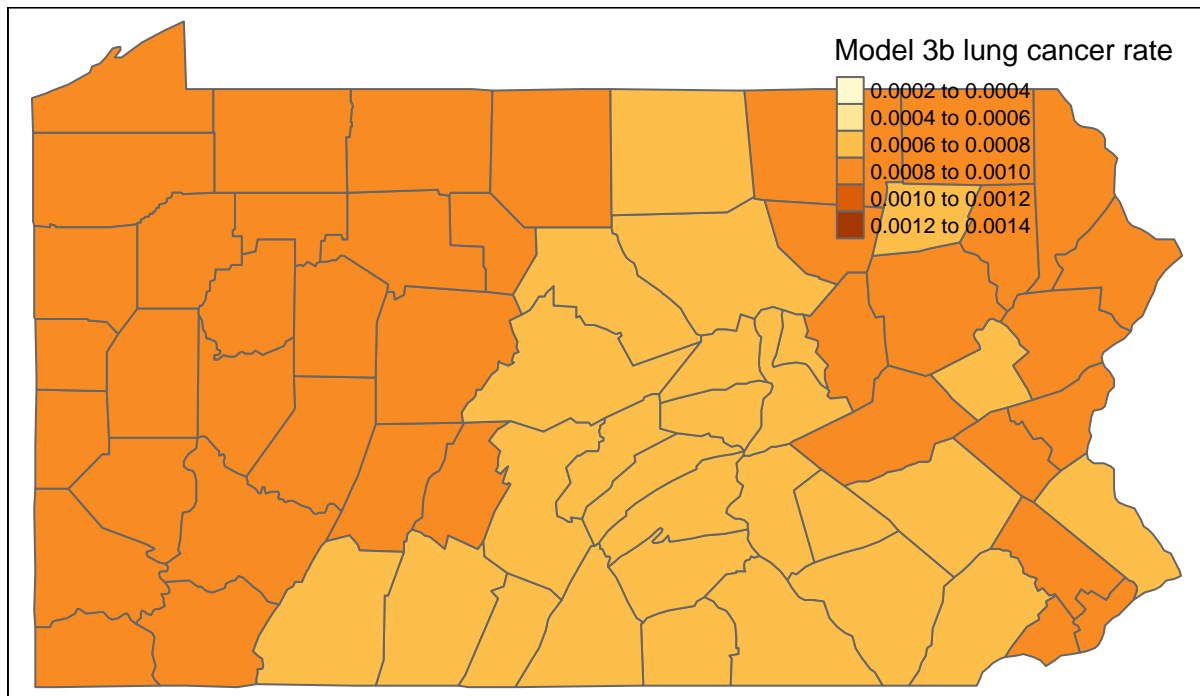 Model 3b lung cancer rate
0.0002 to 0.0004
0.0004 to 0.0006
0.0006 to 0.0008
0.0008 to 0.0010
0.0010 to 0.0012
0.0012 to 0.0014